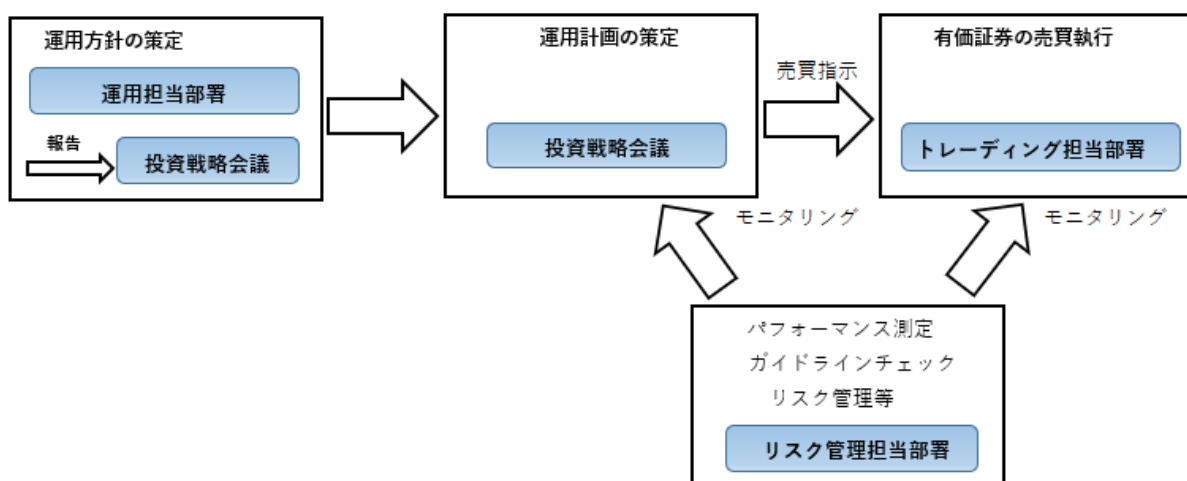 運用方針の策定
運用担当部署
報告
投資戦略会議
運用計画の策定
投資戦略会議
売買指示
有価証券の売買執行
トレーディング担当部署
モニタリング
モニタリング
パフォーマンス測定
ガイドラインチェック
リスク管理等
リスク管理担当部署